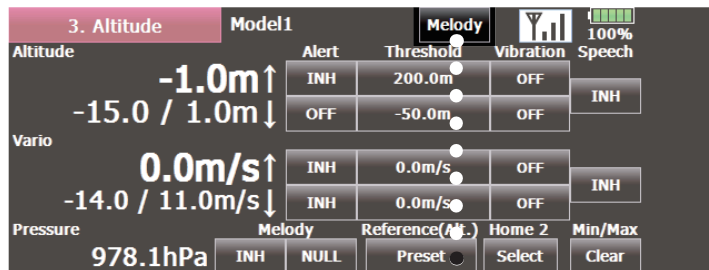 3. Altitude Model1 Melody 100%
Altitude Alert Threshold Vibration Speech
-1.0m↑ INH 200.0m OFF INH
-15.0 / 1.0m↓ OFF -50.0m OFF
Vario
0.0m/s↑ INH 0.0m/s OFF INH
-14.0 / 11.0m/s↓ INH 0.0m/s OFF
Pressure Melody Reference(Alt.) Home 2 Min/Max
978.1hPa INH NULL Preset Select Clear